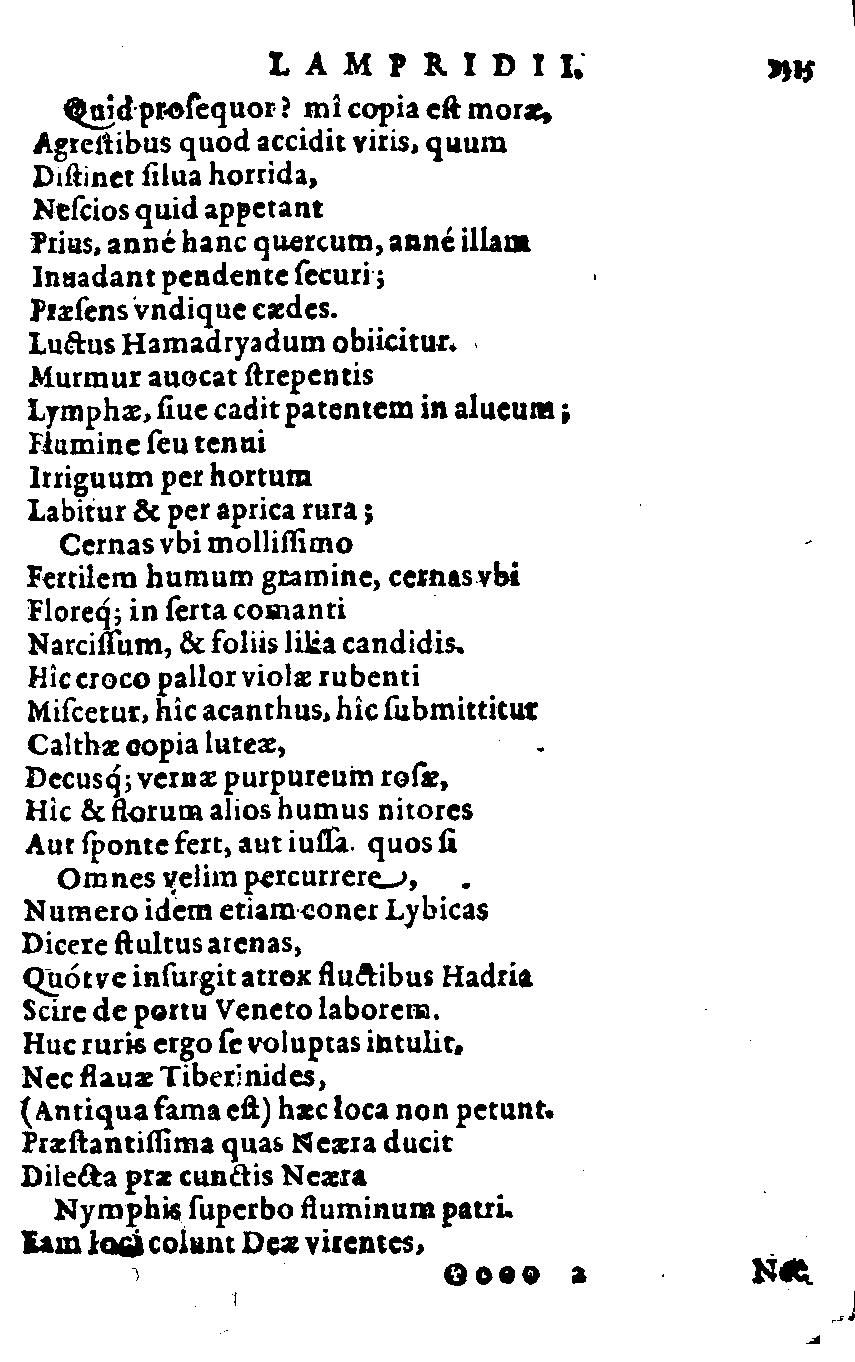 LAMPRIDII.
Quid prosequor? mî copia est moræ,
Agrestibus quod accidit viris, quum
Distinet silua horrida,
Nescios quid appetant
Prius, anné hanc quercum, anné illam
Inuadant pendente securi;
Præsens vndique cædes.
Luctus Hamadryadum obiicitur.
Murmur auocat strepentis
Lymphæ, siue cadit patentem in alueum;
Flumine seu tenui
Irriguum per hortum
Labitur & per aprica rura;
Cernas vbi mollissimo
Fertilem humum gramine, cernas vbi
Floreq́; in serta comanti
Narcissum, & foliis lilia candidis.
Hîc croco pallor violæ rubenti
Miscetur, hîc acanthus, hîc submittitur
Calthæ copia luteæ,
Decusq́; vernæ purpureum rosæ,
Hîc & florum alios humus nitores
Aut sponte fert, aut iussa. quos si
Omnes velim percurrere,
Numero idem etiam coner Lybicas
Dicere stultus arenas,
Quótve insurgit atrox fluctibus Hadria
Scire de portu Veneto laborem.
Huc ruris ergo se voluptas intulit.
Nec flauæ Tiberinides,
(Antiqua fama est) hæc loca non petunt.
Præstantissima quas Neæra ducit
Dilecta præ cunctis Neæra
Nymphis superbo fluminum patri.
Eam loci colunt Deæ virentes,
2 Nec